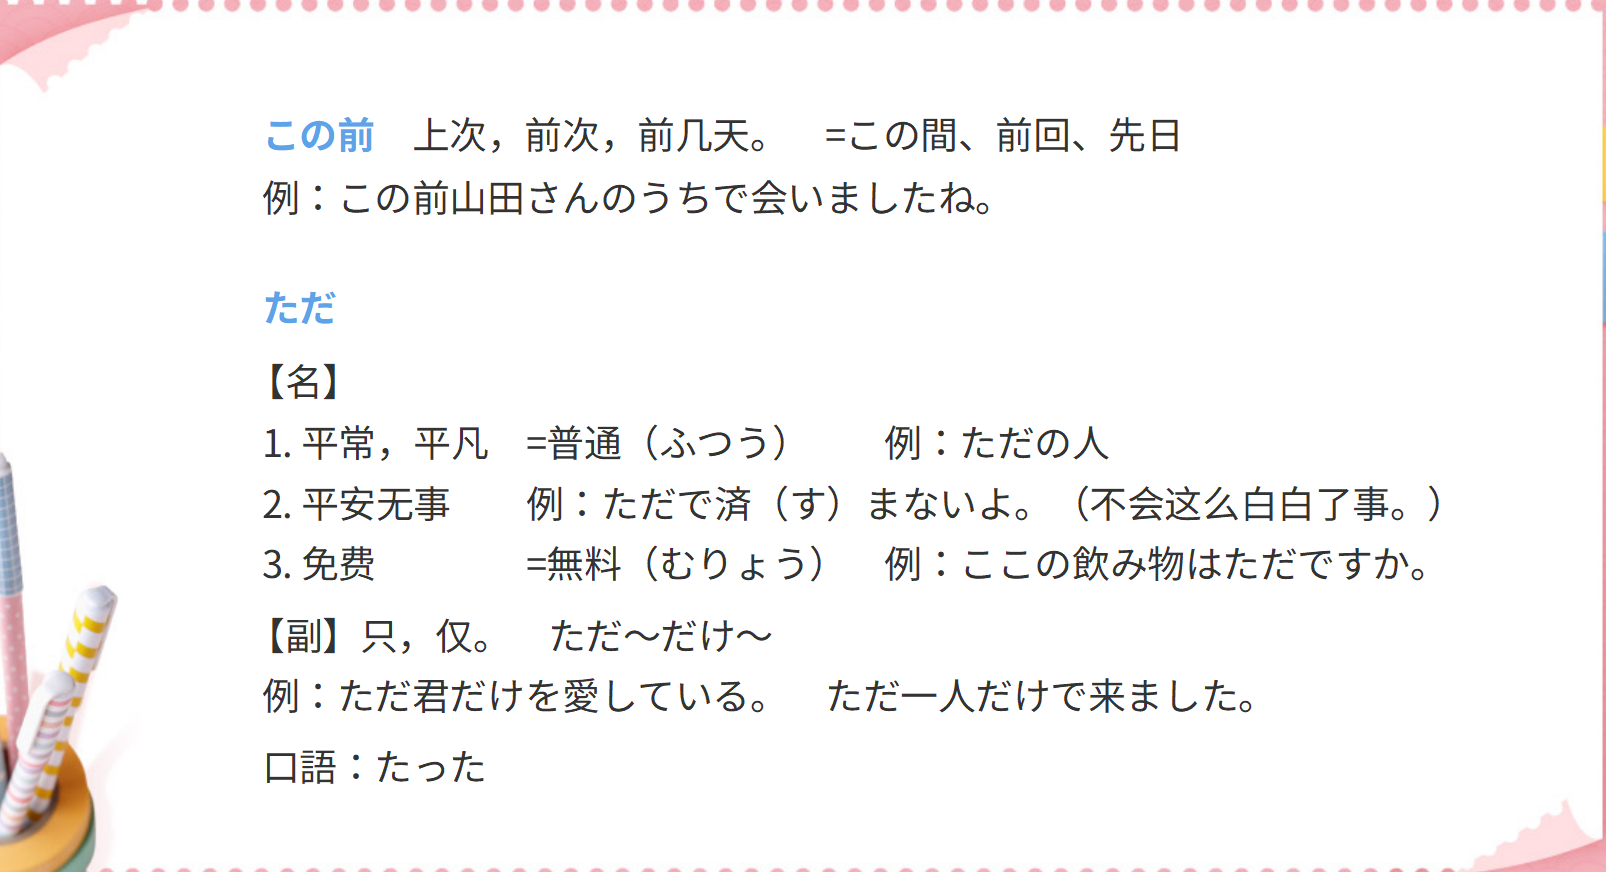 この前　上次，前次，前几天。　=この間、前回、先日
例：この前山田さんのうちで会いましたね。
ただ
【名】
1. 平常，平凡　=普通（ふつう）　　例：ただの人
2. 平安无事　　例：ただで済（す）まないよ。（不会这么白白了事。）
3. 免费　　　　=無料（むりょう）　例：ここの飲み物はただですか。
【副】只，仅。　ただ～だけ～
例：ただ君だけを愛している。　ただ一人だけで来ました。
口語：たった